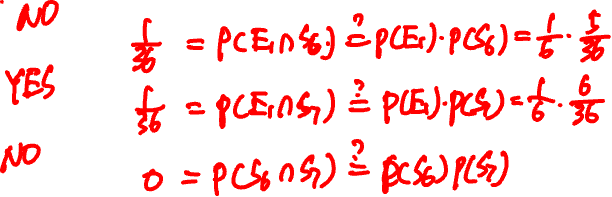 NO 1/36 = P(E₁∩S₆) ≟ P(E₁)·P(S₆) = 1/6 · 5/36
YES 1/36 = P(E₁∩S₇) ≟ P(E₁)·P(S₇) = 1/6 · 6/36
NO 0 = P(S₆∩S₇) ≟ P(S₆)P(S₇)